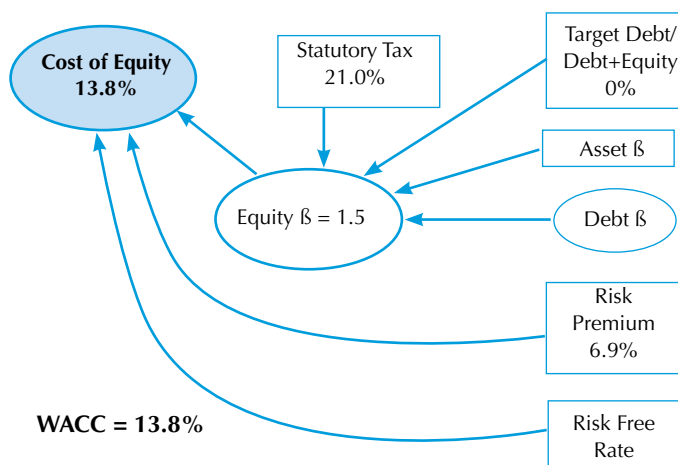 Cost of Equity
13.8%
Statutory Tax
21.0%
Target Debt/
Debt+Equity
0%
Asset ß
Equity ß = 1.5
Debt ß
Risk
Premium
6.9%
WACC = 13.8%
Risk Free
Rate